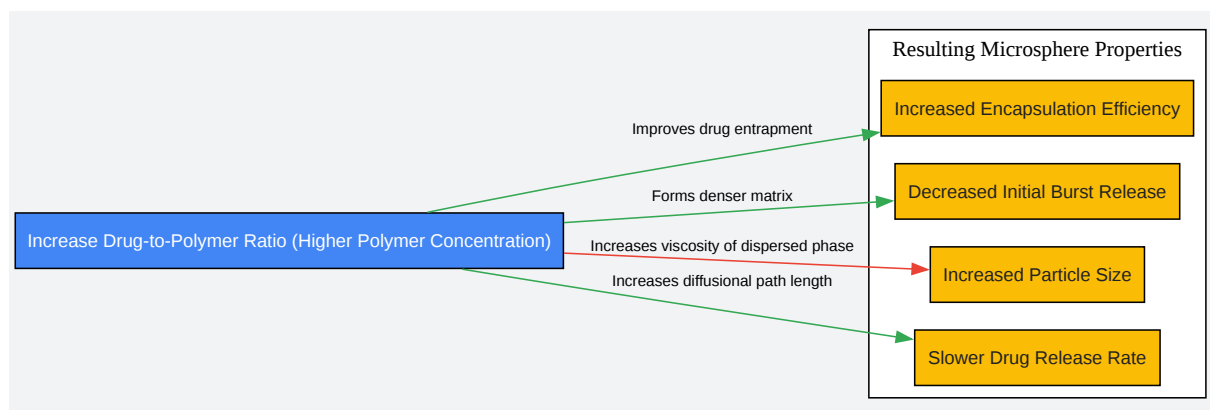 Resulting Microsphere Properties
Increased Encapsulation Efficiency
Improves drug entrapment
Decreased Initial Burst Release
Forms denser matrix
Increase Drug-to-Polymer Ratio (Higher Polymer Concentration)
Increases viscosity of dispersed phase
Increased Particle Size
Increases diffusional path length
Slower Drug Release Rate